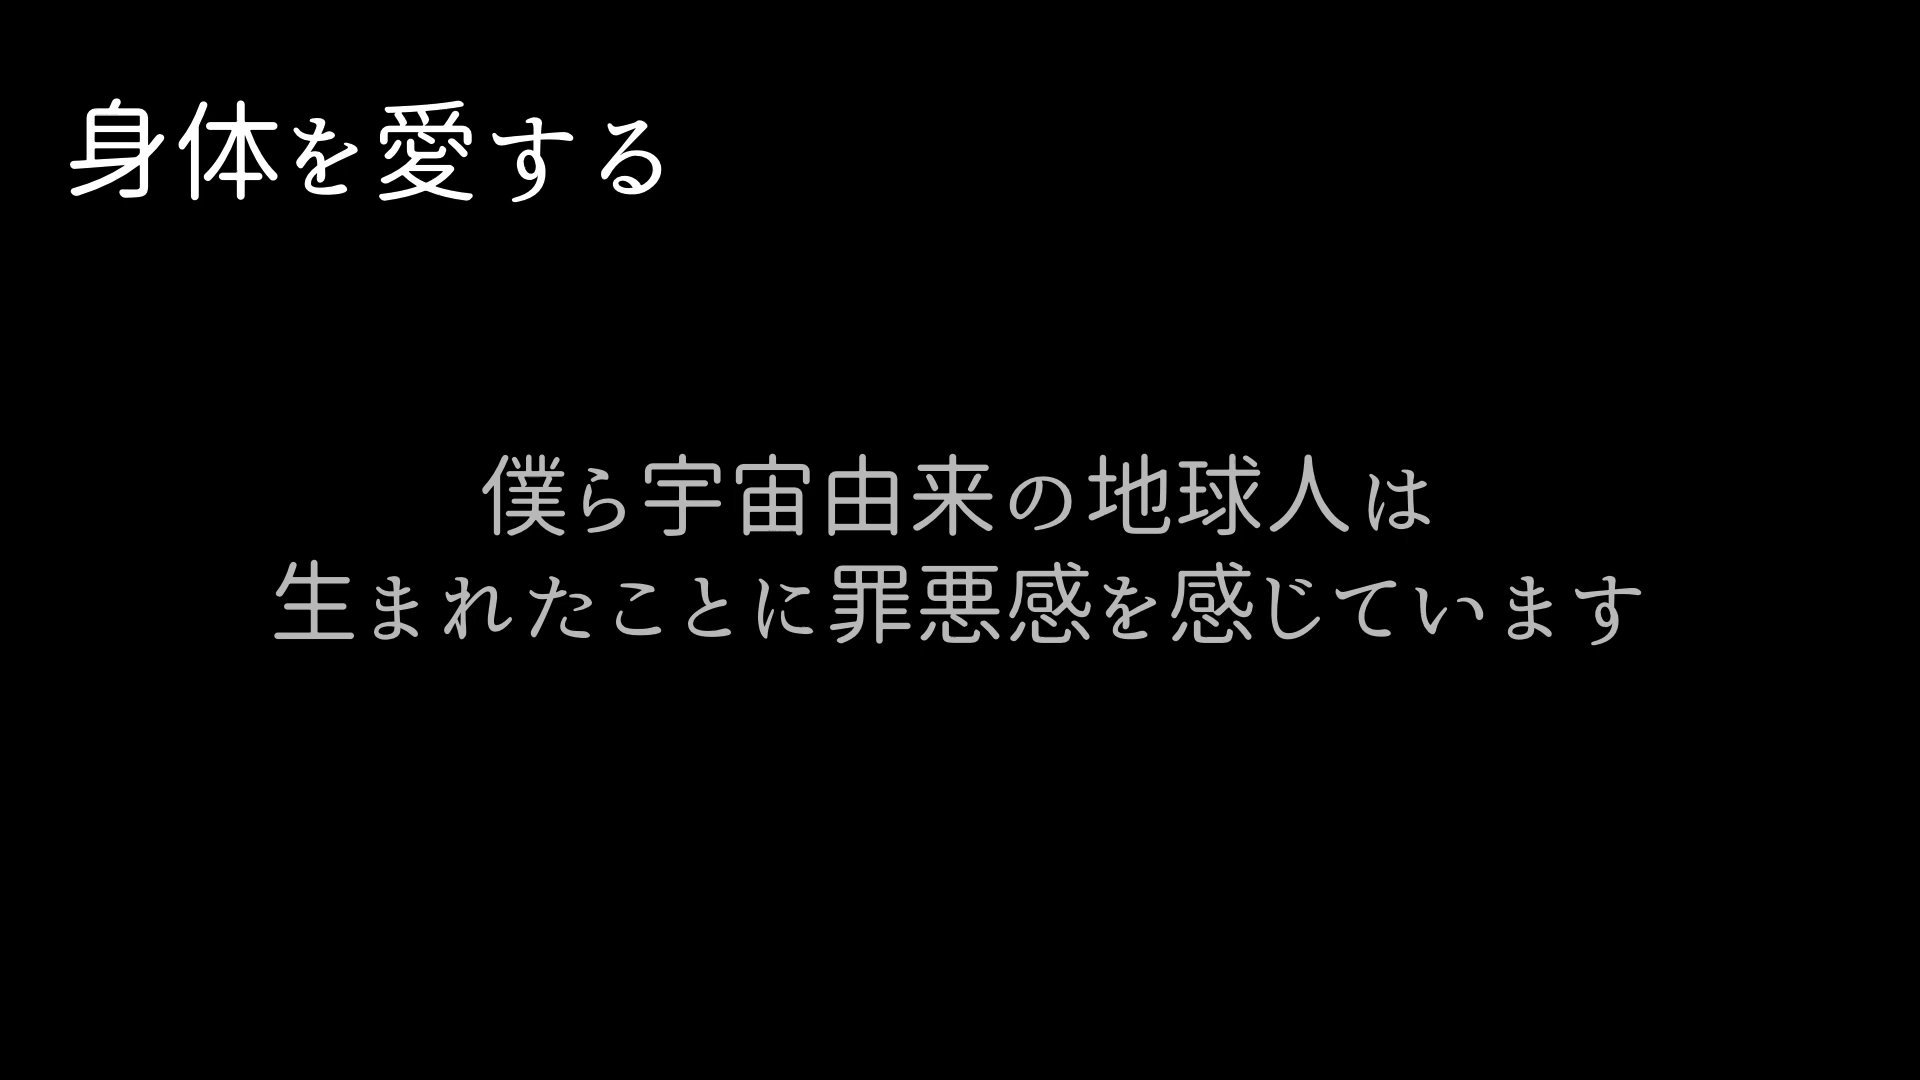 身体を愛する
僕ら宇宙由来の地球人は
生まれたことに罪悪感を感じています